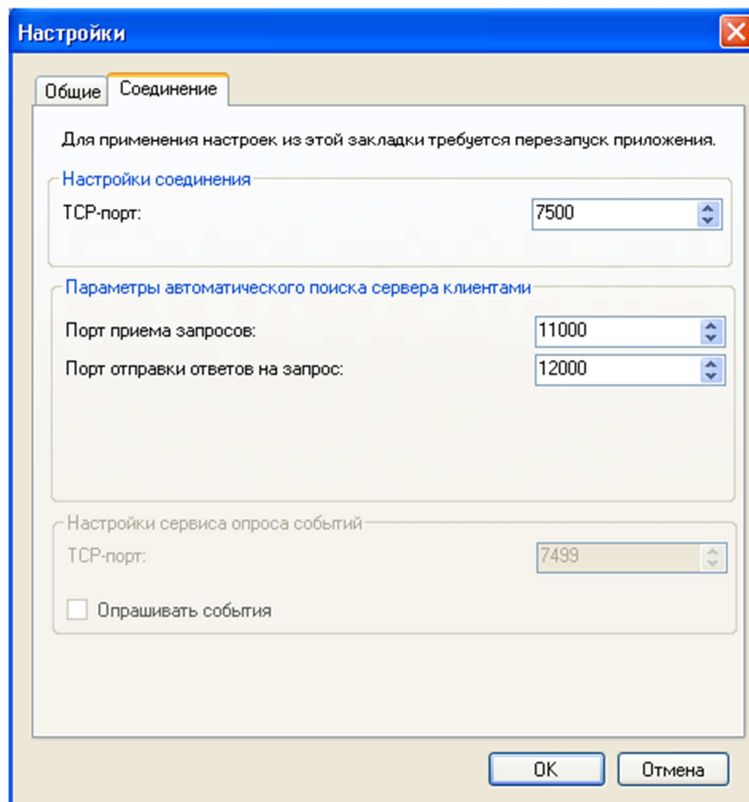 Настройки
Общие Соединение
Для применения настроек из этой закладки требуется перезапуск приложения.
Настройки соединения
TCP-порт: 7500
Параметры автоматического поиска сервера клиентами
Порт приема запросов: 11000
Порт отправки ответов на запрос: 12000
Настройки сервиса опроса событий
TCP-порт: 7499
Опрашивать события
OK Отмена